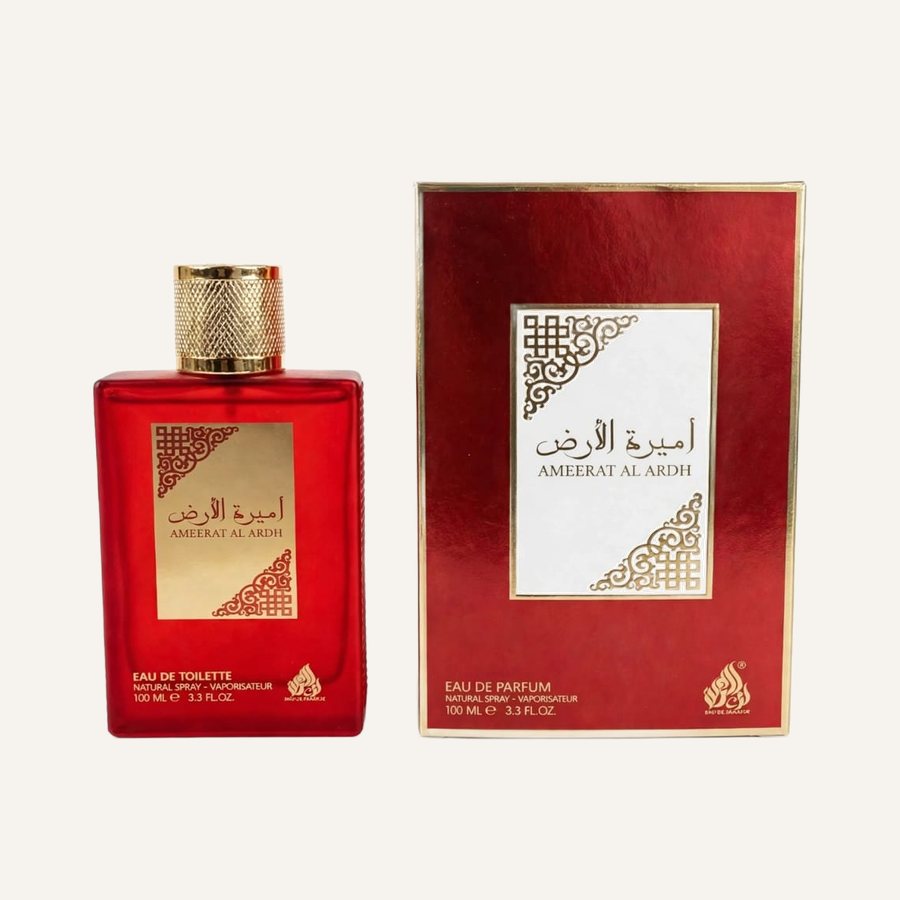 أميرة الأرض
AMEERAT AL ARDH
EAU DE TOILETTE
NATURAL SPRAY - VAPORISATEUR
100 ML ℮ 3.3 FL.OZ.
أميرة الأرض
AMEERAT AL ARDH
EAU DE PARFUM
NATURAL SPRAY - VAPORISATEUR
100 ML ℮ 3.3 FL.OZ.
®